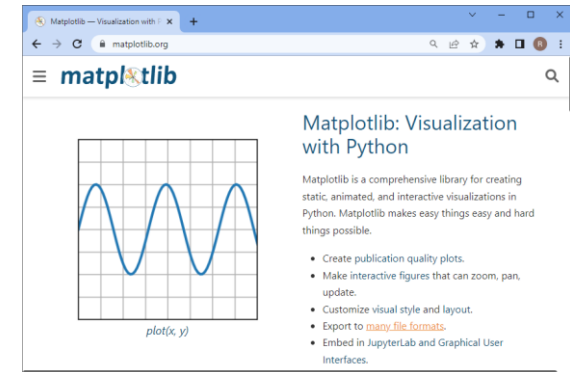 Matplotlib — Visualization with P
matplotlib.org
R
matplotlib
Matplotlib: Visualization
with Python
Matplotlib is a comprehensive library for creating
static, animated, and interactive visualizations in
Python. Matplotlib makes easy things easy and hard
things possible.
• Create publication quality plots.
• Make interactive figures that can zoom, pan,
update.
• Customize visual style and layout.
• Export to many file formats.
• Embed in JupyterLab and Graphical User
Interfaces.
plot(x, y)